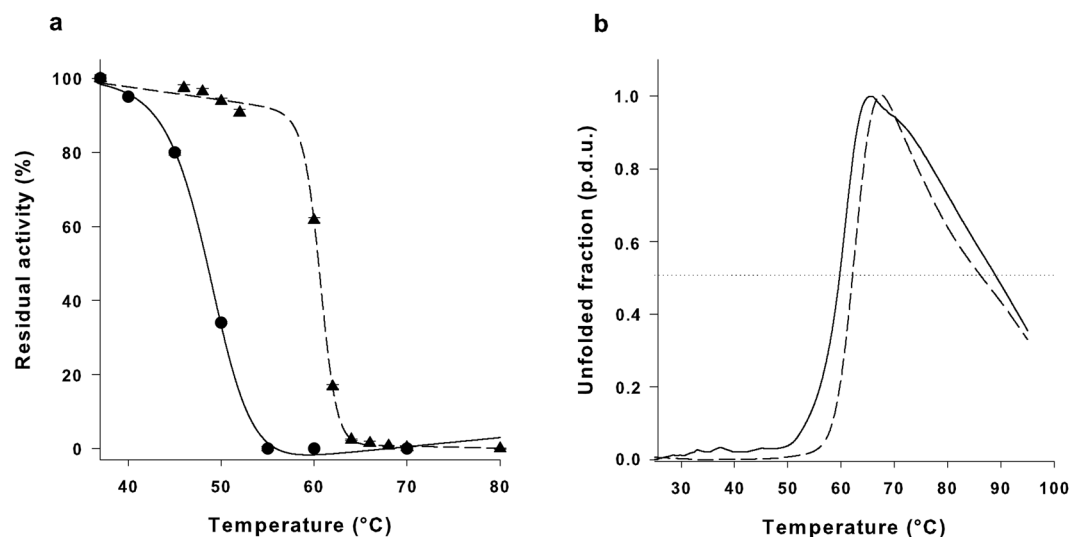 a
Residual activity (%)
100
80
60
40
20
0
40 50 60 70 80
Temperature (°C)
b
Unfolded fraction (p.d.u.)
1.0
0.8
0.6
0.4
0.2
0.0
30 40 50 60 70 80 90 100
Temperature (°C)